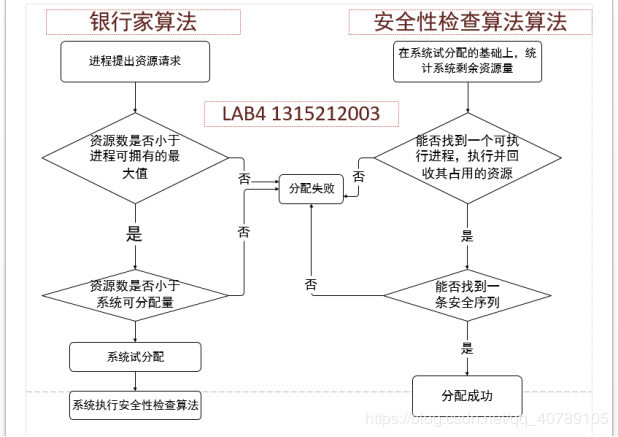 银行家算法
安全性检查算法算法
进程提出资源请求
在系统试分配的基础上，统
计系统剩余资源量
LAB4 1315212003
资源数是否小于
进程可拥有的最
大值
能否找到一个可执
行进程，执行并回
收其占用的资源
否
分配失败
否
是
否
是
资源数是否小于
系统可分配量
否
能否找到一
条安全序列
系统试分配
是
系统执行安全性检查算法
分配成功
https://blog.csdn.net/qq_40789105